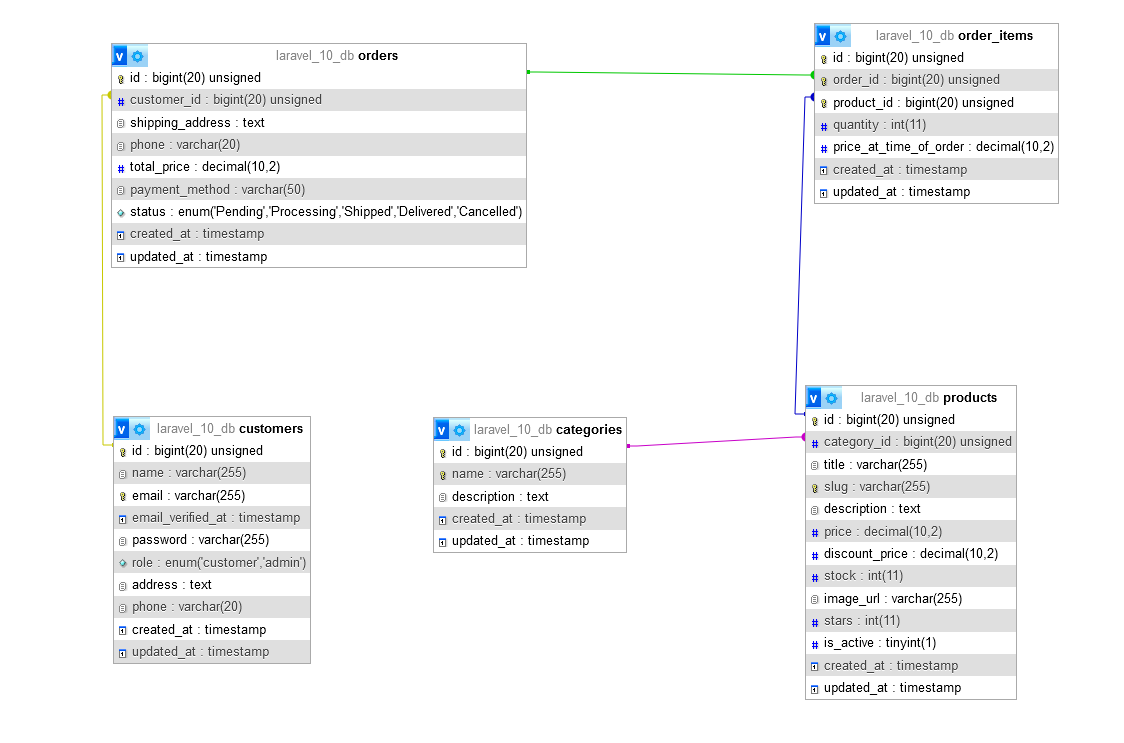 v laravel_10_db orders
id : bigint(20) unsigned
# customer_id : bigint(20) unsigned
shipping_address : text
phone : varchar(20)
# total_price : decimal(10,2)
payment_method : varchar(50)
status : enum('Pending','Processing','Shipped','Delivered','Cancelled')
created_at : timestamp
updated_at : timestamp
v laravel_10_db order_items
id : bigint(20) unsigned
order_id : bigint(20) unsigned
product_id : bigint(20) unsigned
# quantity : int(11)
# price_at_time_of_order : decimal(10,2)
created_at : timestamp
updated_at : timestamp
v laravel_10_db customers
id : bigint(20) unsigned
name : varchar(255)
email : varchar(255)
email_verified_at : timestamp
password : varchar(255)
role : enum('customer','admin')
address : text
phone : varchar(20)
created_at : timestamp
updated_at : timestamp
v laravel_10_db categories
id : bigint(20) unsigned
name : varchar(255)
description : text
created_at : timestamp
updated_at : timestamp
v laravel_10_db products
id : bigint(20) unsigned
# category_id : bigint(20) unsigned
title : varchar(255)
slug : varchar(255)
description : text
# price : decimal(10,2)
# discount_price : decimal(10,2)
# stock : int(11)
image_url : varchar(255)
# stars : int(11)
# is_active : tinyint(1)
created_at : timestamp
updated_at : timestamp